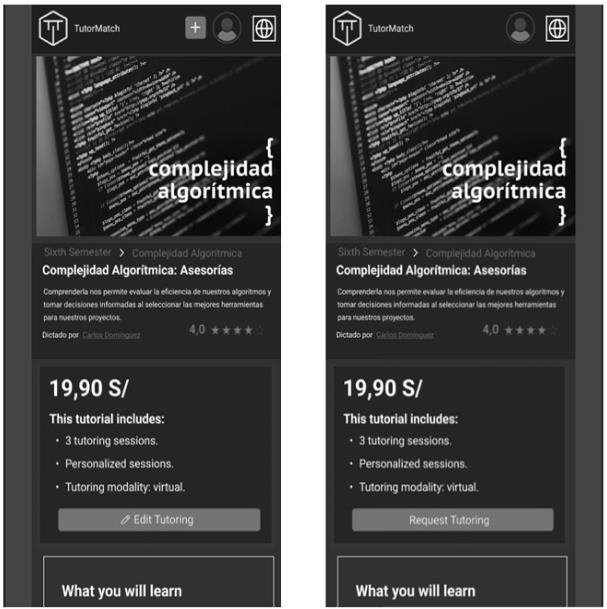 TutorMatch
{
complejidad
algorítmica
}
Sixth Semester > Complejidad Algorítmica
Complejidad Algorítmica: Asesorías
Comprenderla nos permite evaluar la eficiencia de nuestros algoritmos y
tomar decisiones informadas al seleccionar las mejores herramientas
para nuestros proyectos.
Dictado por Carlos Domínguez
4,0 ★★★★☆
19,90 S/
This tutorial includes:
• 3 tutoring sessions.
• Personalized sessions.
• Tutoring modality: virtual.
Edit Tutoring
What you will learn
TutorMatch
{
complejidad
algorítmica
}
Sixth Semester > Complejidad Algorítmica
Complejidad Algorítmica: Asesorías
Comprenderla nos permite evaluar la eficiencia de nuestros algoritmos y
tomar decisiones informadas al seleccionar las mejores herramientas
para nuestros proyectos.
Dictado por Carlos Domínguez
4,0 ★★★★☆
19,90 S/
This tutorial includes:
• 3 tutoring sessions.
• Personalized sessions.
• Tutoring modality: virtual.
Request Tutoring
What you will learn